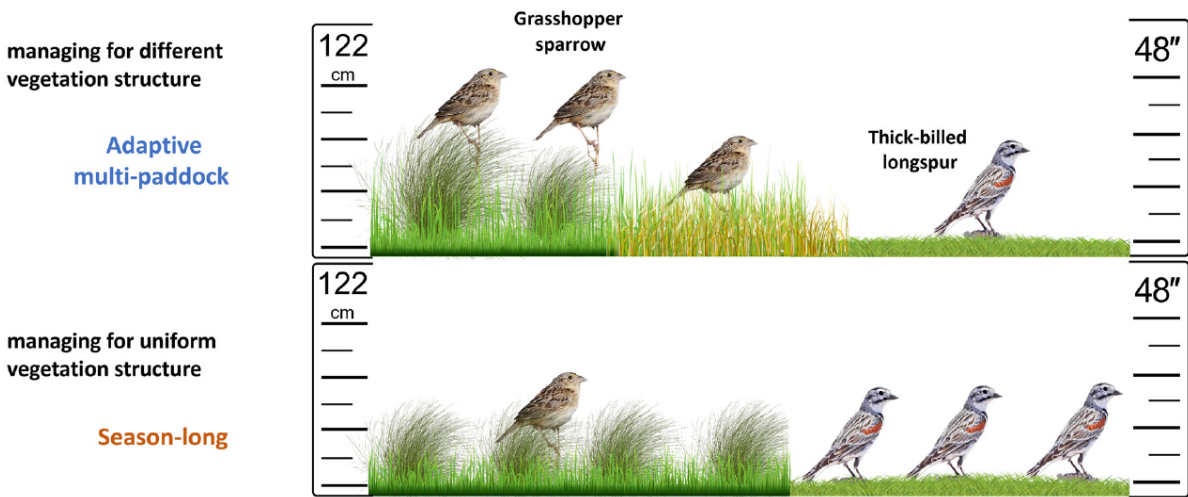 managing for different
vegetation structure
Adaptive
multi-paddock
122
cm
Grasshopper
sparrow
Thick-billed
longspur
48"
managing for uniform
vegetation structure
Season-long
122
cm
48"